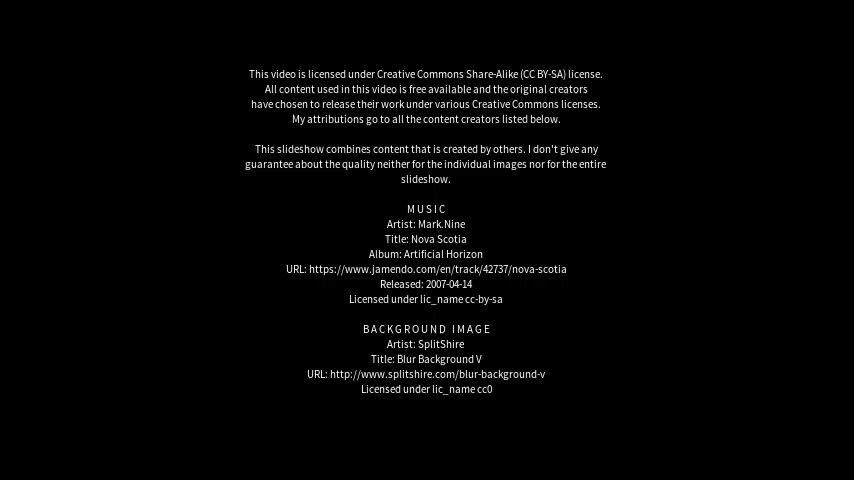 This video is licensed under Creative Commons Share-Alike (CC BY-SA) license.
All content used in this video is free available and the original creators
have chosen to release their work under various Creative Commons licenses.
My attributions go to all the content creators listed below.
This slideshow combines content that is created by others. I don't give any
guarantee about the quality neither for the individual images nor for the entire
slideshow.
MUSIC
Artist: Mark.Nine
Title: Nova Scotia
Album: Artificial Horizon
URL: https://www.jamendo.com/en/track/42737/nova-scotia
Released: 2007-04-14
Licensed under lic_name cc-by-sa
BACKGROUND IMAGE
Artist: SplitShire
Title: Blur Background V
URL: http://www.splitshire.com/blur-background-v
Licensed under lic_name cc0